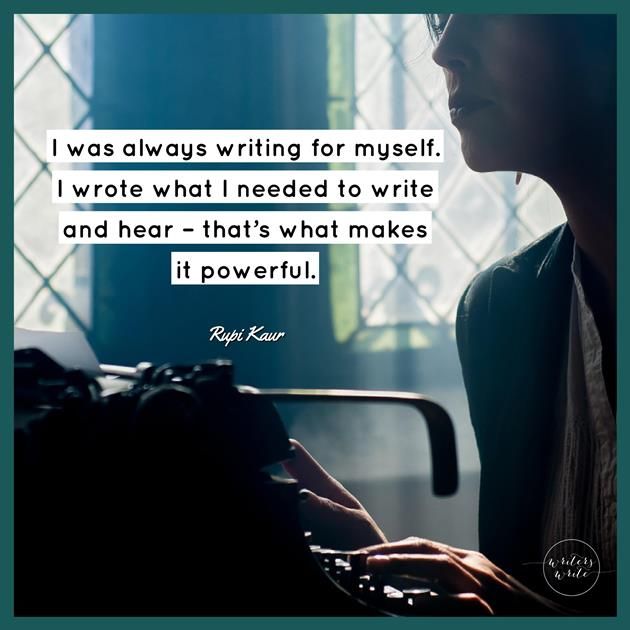 I was always writing for myself.
I wrote what I needed to write
and hear – that's what makes
it powerful.
Rupi Kaur
writers
write